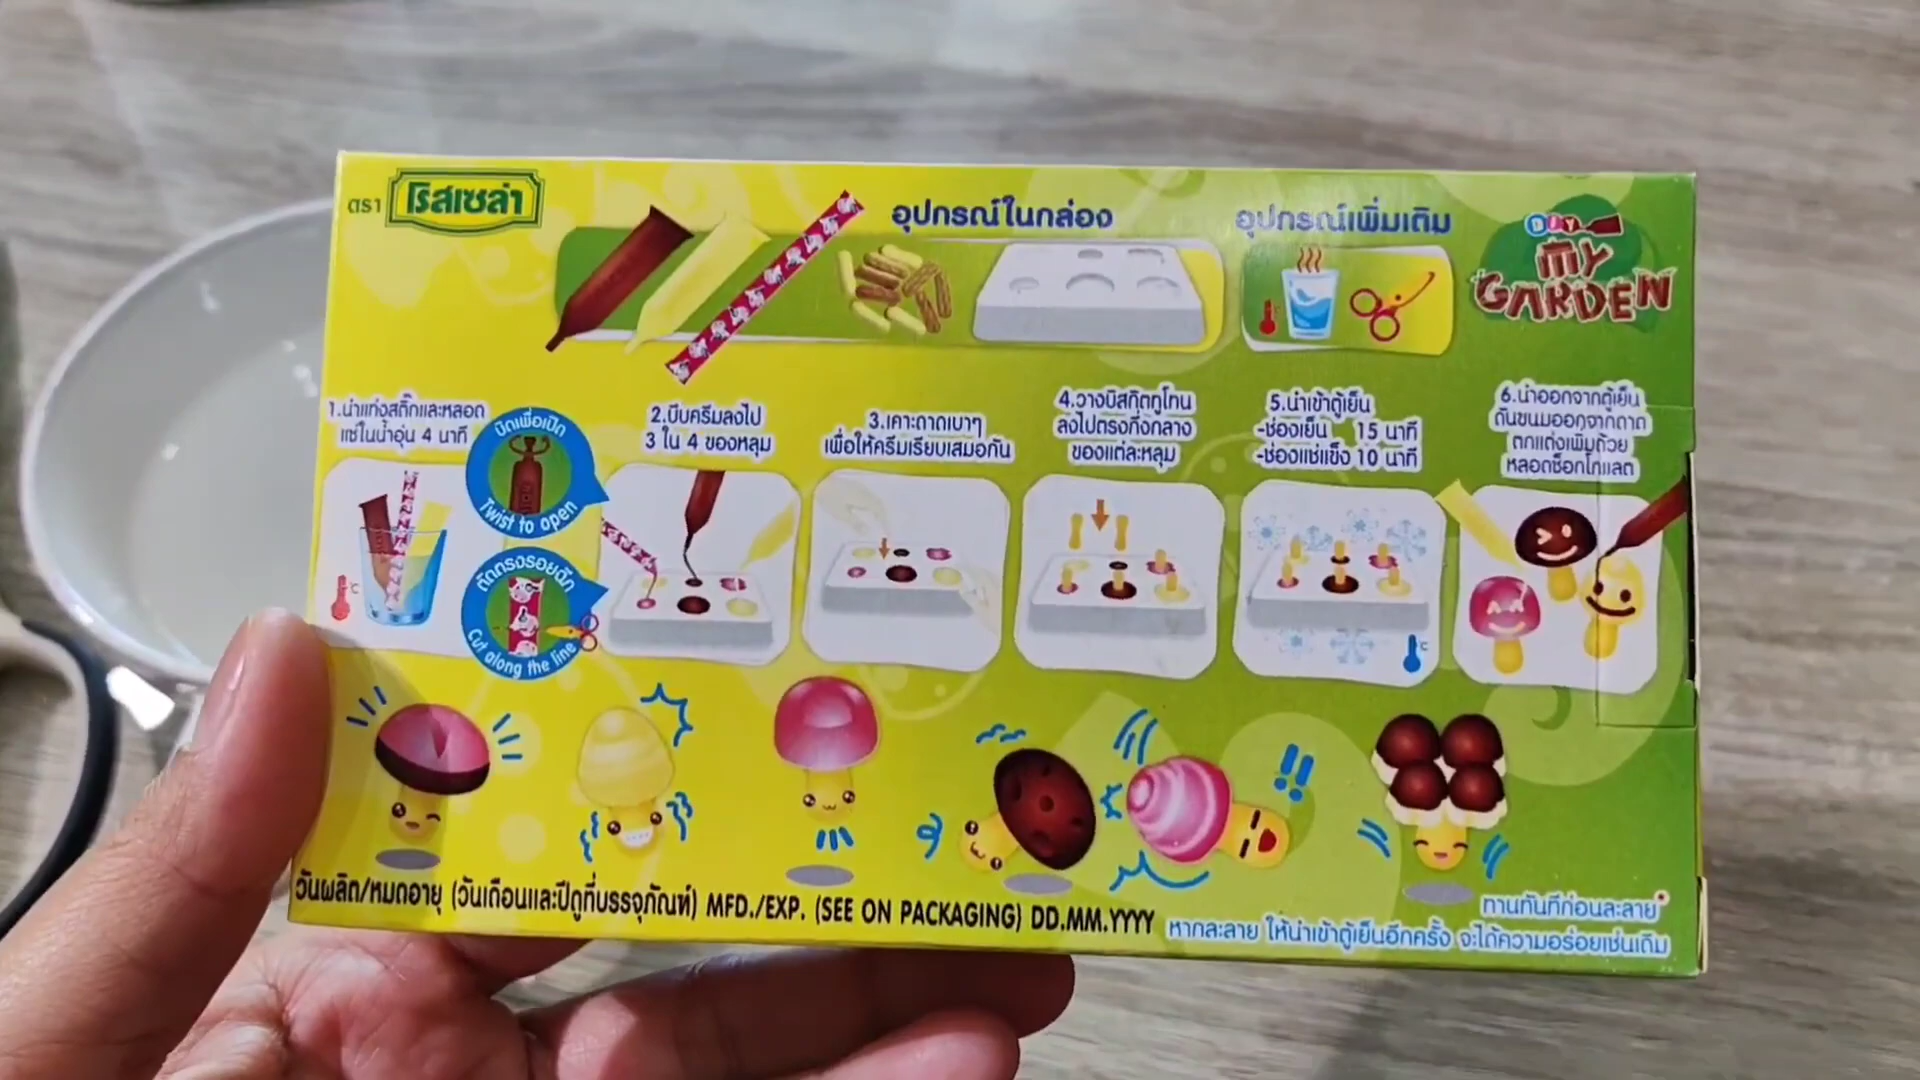 ตรา โรสเซล่า
อุปกรณ์ในกล่อง
อุปกรณ์เพิ่มเติม
DIY
MY
GARDEN
1.นำแท่งสติ๊กและหลอด
แช่ในน้ำอุ่น 4 นาที
บิดเพื่อเปิด
Twist to open
ตัดตรงรอยฉีก
Cut along the line
2.บีบครีมลงไป
3 ใน 4 ของหลุม
3.เคาะถาดเบาๆ
เพื่อให้ครีมเรียบเสมอกัน
4.วางบิสกิตทูโทน
ลงไปตรงกึ่งกลาง
ของแต่ละหลุม
5.นำเข้าตู้เย็น
-ช่องเย็น 15 นาที
-ช่องแช่แข็ง 10 นาที
6.นำออกจากตู้เย็น
ดันขนมออกจากถาด
ตกแต่งเพิ่มด้วย
หลอดช็อกโกแลต
°C
°C
!!
วันผลิต/หมดอายุ (วันเดือนและปีดูที่บรรจุภัณฑ์) MFD./EXP. (SEE ON PACKAGING) DD.MM.YYYY
ทานทันทีก่อนละลาย
หากละลาย ให้นำเข้าตู้เย็นอีกครั้ง จะได้ความอร่อยเช่นเดิม